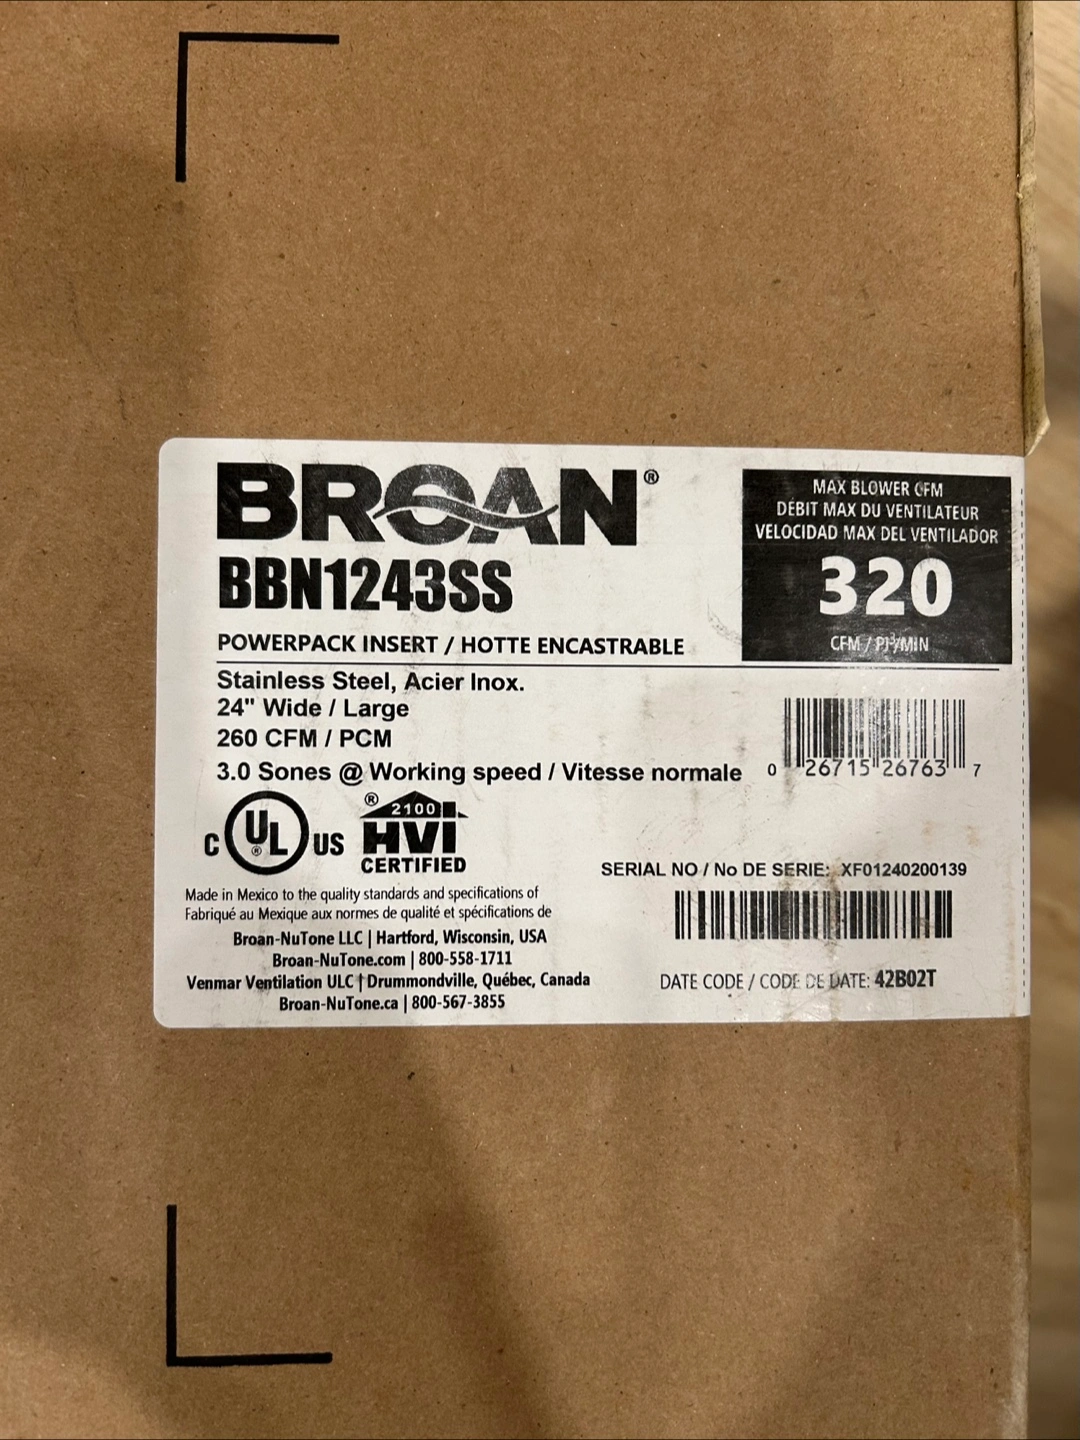 BROAN®
BBN1243SS
POWERPACK INSERT / HOTTE ENCASTRABLE
MAX BLOWER CFM
DÉBIT MAX DU VENTILATEUR
VELOCIDAD MAX DEL VENTILADOR
320
CFM / PI³/MIN
Stainless Steel, Acier Inox.
24" Wide / Large
260 CFM / PCM
3.0 Sones @ Working speed / Vitesse normale
0 26715 26763 7
C UL® US
® 2100
HVI
CERTIFIED
SERIAL NO / No DE SERIE: XF01240200139
Made in Mexico to the quality standards and specifications of
Fabriqué au Mexique aux normes de qualité et spécifications de
Broan-NuTone LLC | Hartford, Wisconsin, USA
Broan-NuTone.com | 800-558-1711
Venmar Ventilation ULC | Drummondville, Québec, Canada
Broan-NuTone.ca | 800-567-3855
DATE CODE / CODE DE DATE: 42B02T